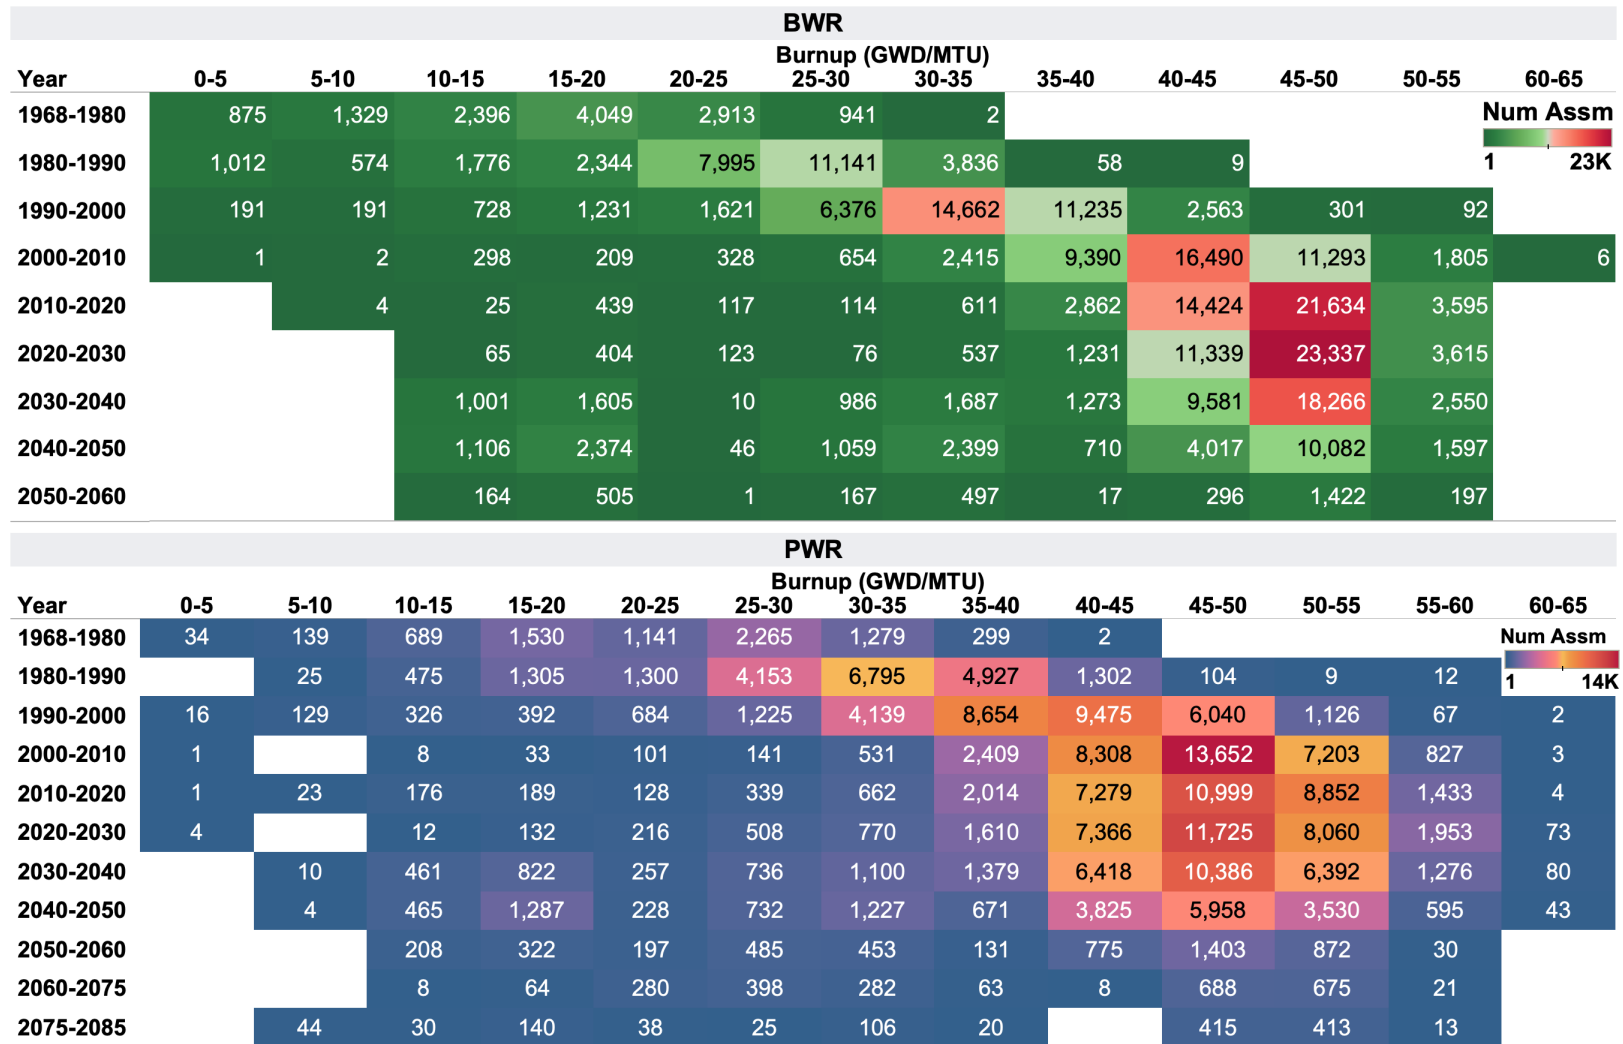 BWR
Burnup (GWD/MTU)
Year 0-5 5-10 10-15 15-20 20-25 25-30 30-35 35-40 40-45 45-50 50-55 60-65
1968-1980 875 1,329 2,396 4,049 2,913 941 2
Num Assm
1 23K
1980-1990 1,012 574 1,776 2,344 7,995 11,141 3,836 58 9
1990-2000 191 191 728 1,231 1,621 6,376 14,662 11,235 2,563 301 92
2000-2010 1 2 298 209 328 654 2,415 9,390 16,490 11,293 1,805 6
2010-2020 4 25 439 117 114 611 2,862 14,424 21,634 3,595
2020-2030 65 404 123 76 537 1,231 11,339 23,337 3,615
2030-2040 1,001 1,605 10 986 1,687 1,273 9,581 18,266 2,550
2040-2050 1,106 2,374 46 1,059 2,399 710 4,017 10,082 1,597
2050-2060 164 505 1 167 497 17 296 1,422 197
PWR
Burnup (GWD/MTU)
Year 0-5 5-10 10-15 15-20 20-25 25-30 30-35 35-40 40-45 45-50 50-55 55-60 60-65
1968-1980 34 139 689 1,530 1,141 2,265 1,279 299 2
Num Assm
1 14K
1980-1990 25 475 1,305 1,300 4,153 6,795 4,927 1,302 104 9 12
1990-2000 16 129 326 392 684 1,225 4,139 8,654 9,475 6,040 1,126 67 2
2000-2010 1 8 33 101 141 531 2,409 8,308 13,652 7,203 827 3
2010-2020 1 23 176 189 128 339 662 2,014 7,279 10,999 8,852 1,433 4
2020-2030 4 12 132 216 508 770 1,610 7,366 11,725 8,060 1,953 73
2030-2040 10 461 822 257 736 1,100 1,379 6,418 10,386 6,392 1,276 80
2040-2050 4 465 1,287 228 732 1,227 671 3,825 5,958 3,530 595 43
2050-2060 208 322 197 485 453 131 775 1,403 872 30
2060-2075 8 64 280 398 282 63 8 688 675 21
2075-2085 44 30 140 38 25 106 20 415 413 13